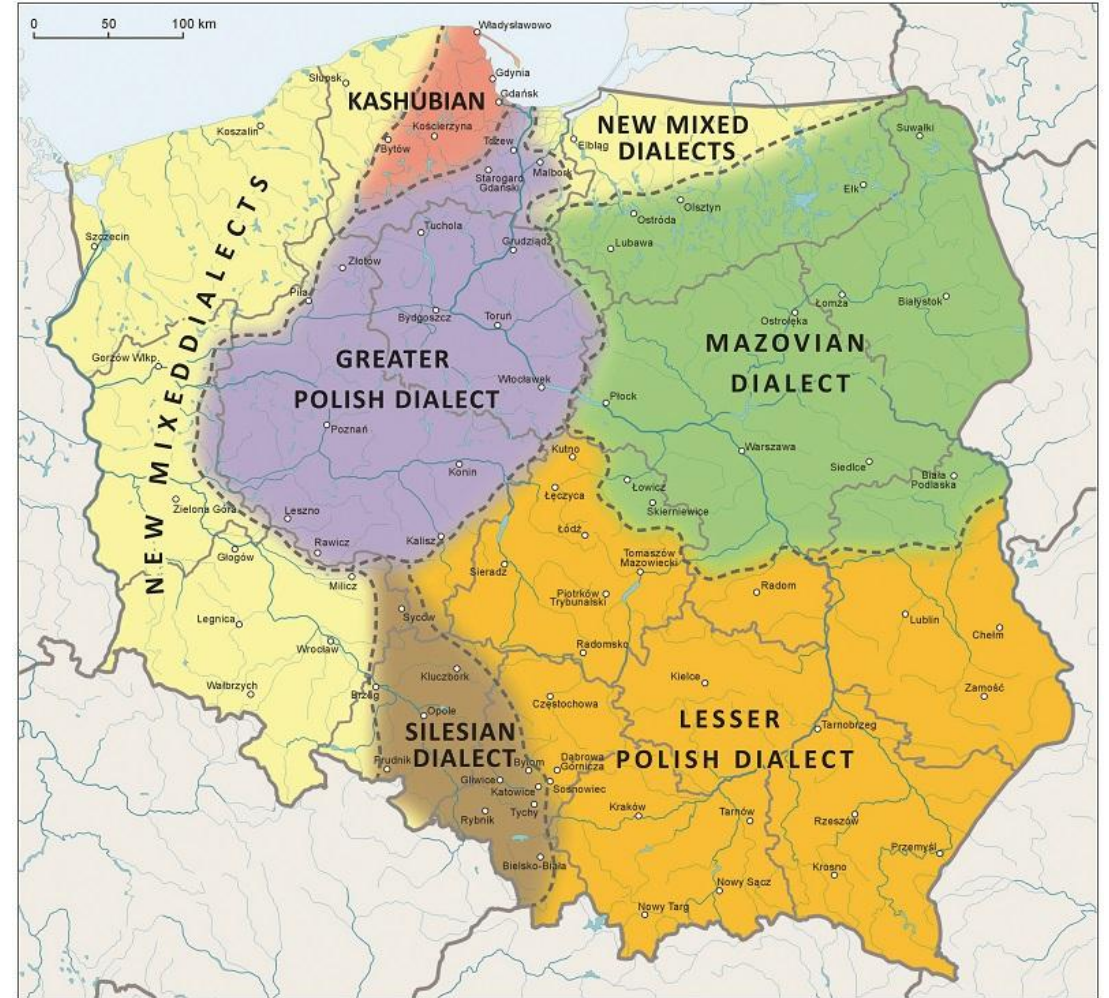 0 50 100 km
Władysławowo
Gdynia
Słupsk
KASHUBIAN
Gdańsk
Koszalin
Kościerzyna
Bytów
Tczew
NEW MIXED
DIALECTS
Elbląg
Suwałki
Malbork
Starogard
Gdański
Ełk
Olsztyn
Ostróda
Szczecin
Tuchola
Grudziądz
Lubawa
Złotów
Piła
NEW MIXED DIALECTS
Łomża
Białystok
Bydgoszcz
Toruń
Ostrołęka
Gorzów Wlkp.
GREATER
POLISH DIALECT
MAZOVIAN
DIALECT
Włocławek
Płock
Poznań
Warszawa
Kutno
Konin
Siedlce
Biała
Podlaska
Łowicz
Łęczyca
Skierniewice
Zielona Góra
Leszno
Łódź
Rawicz
Kalisz
Głogów
Sieradz
Tomaszów
Mazowiecki
Milicz
Radom
Piotrków
Trybunalski
Syców
Lublin
Chełm
Legnica
Wrocław
Radomsko
Kluczbork
Kielce
Wałbrzych
Brzeg
Zamość
Częstochowa
Opole
LESSER
POLISH DIALECT
Tarnobrzeg
SILESIAN
DIALECT
Prudnik
Bytom
Dąbrowa
Górnicza
Gliwice
Katowice
Sosnowiec
Rybnik
Tychy
Kraków
Tarnów
Rzeszów
Przemyśl
Bielsko-Biała
Krosno
Nowy Sącz
Nowy Targ